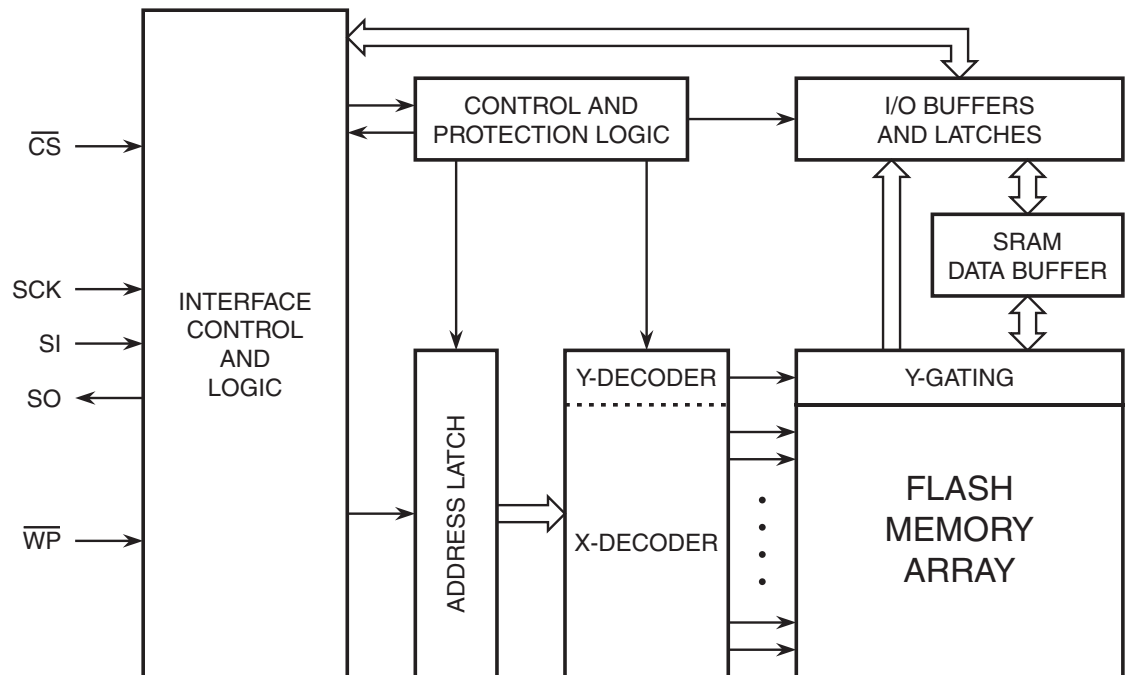 CS
SCK
SI
SO
WP
INTERFACE
CONTROL
AND
LOGIC
CONTROL AND
PROTECTION LOGIC
I/O BUFFERS
AND LATCHES
SRAM
DATA BUFFER
ADDRESS LATCH
Y-DECODER
X-DECODER
Y-GATING
FLASH
MEMORY
ARRAY